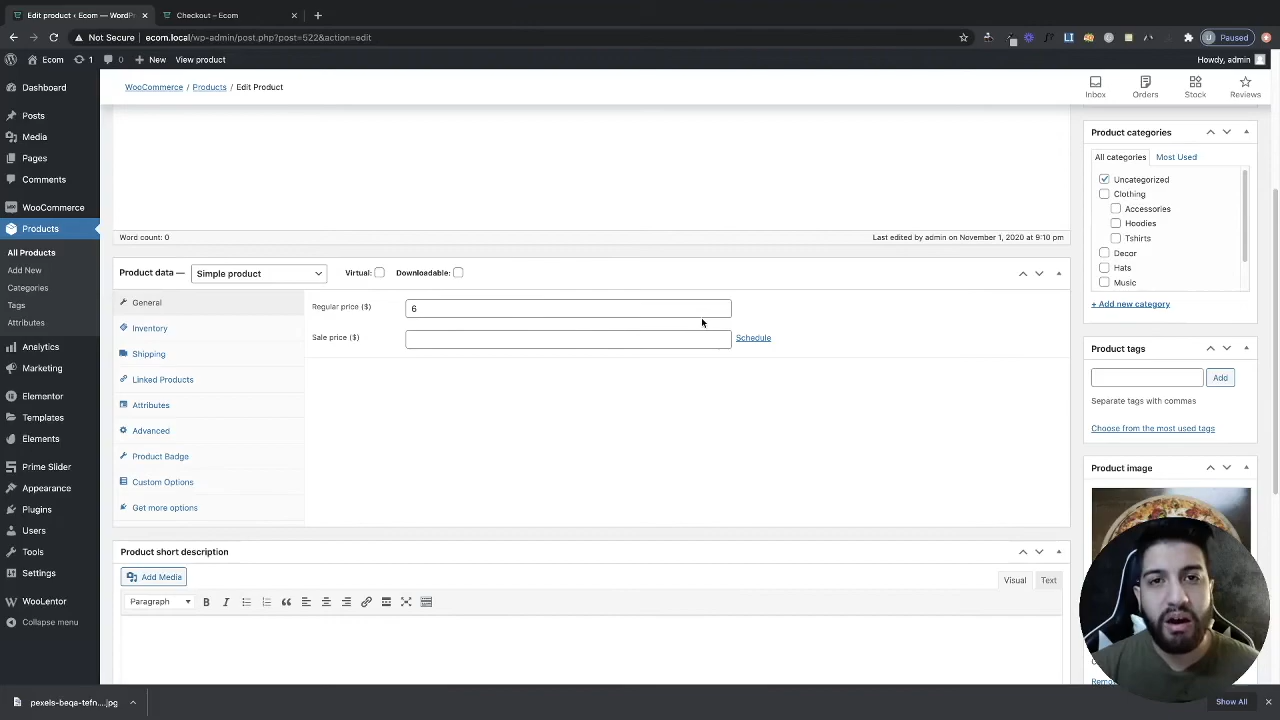 Edit product ‹ Ecom — WordPr
Checkout – Ecom
Not Secure
ecom.local/wp-admin/post.php?post=522&action=edit
Paused
Ecom
1
0
New
View product
Howdy, admin
WooCommerce / Products / Edit Product
Inbox
Orders
Stock
Reviews
Dashboard
Posts
Media
Pages
Comments
WooCommerce
Products
All Products
Add New
Categories
Tags
Attributes
Analytics
Marketing
Elementor
Templates
Elements
Prime Slider
Appearance
Plugins
Users
Tools
Settings
WooLentor
Collapse menu
Word count: 0
Last edited by admin on November 1, 2020 at 9:10 pm
Product data —
Simple product
Virtual:
Downloadable:
General
Inventory
Shipping
Linked Products
Attributes
Advanced
Product Badge
Custom Options
Get more options
Regular price ($)
6
Sale price ($)
Schedule
Product short description
Add Media
Visual
Text
Paragraph
B
I
Product categories
All categories
Most Used
Uncategorized
Clothing
Accessories
Hoodies
Tshirts
Decor
Hats
Music
+ Add new category
Product tags
Add
Separate tags with commas
Choose from the most used tags
Product image
pexels-beqa-tefn....jpg
Show All